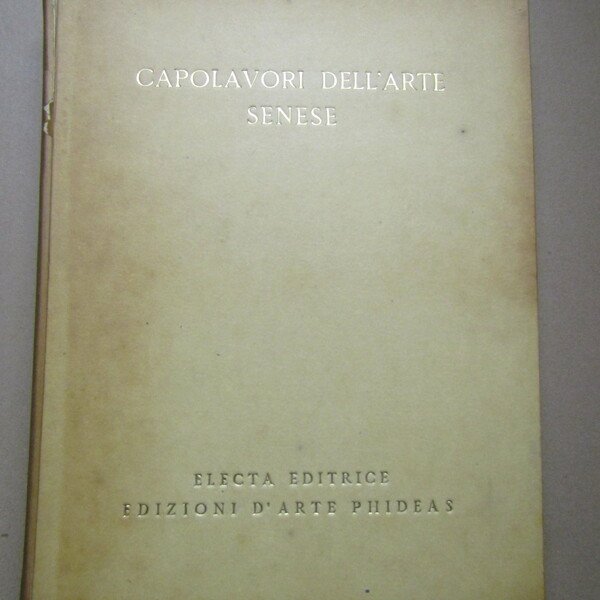 CAPOLAVORI DELL'ARTE
SENESE
ELECTA EDITRICE
EDIZIONI D'ARTE PHIDEAS